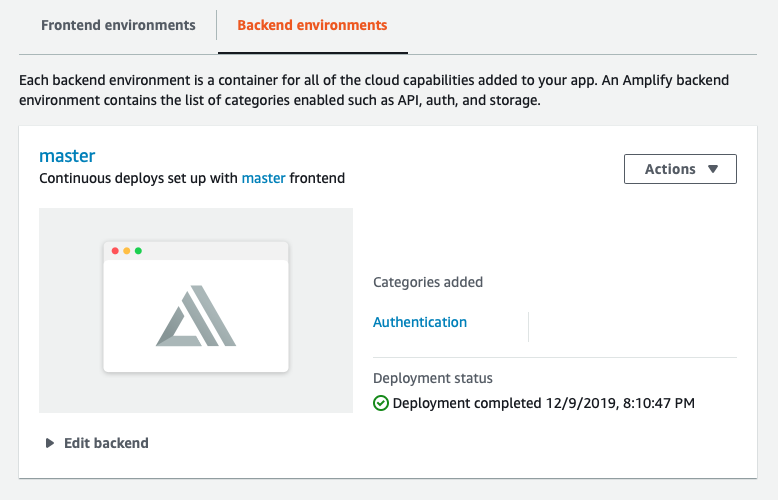 Frontend environments
Backend environments
Each backend environment is a container for all of the cloud capabilities added to your app. An Amplify backend
environment contains the list of categories enabled such as API, auth, and storage.
master
Continuous deploys set up with master frontend
Actions
Categories added
Authentication
Deployment status
Deployment completed 12/9/2019, 8:10:47 PM
Edit backend